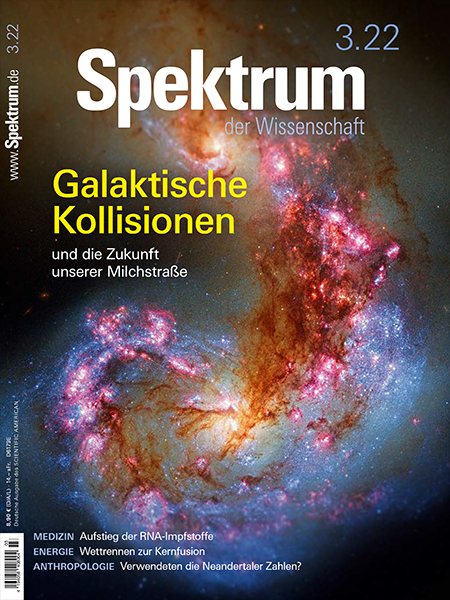 3.22
www.Spektrum.de
3.22
Spektrum
der Wissenschaft
Galaktische
Kollisionen
und die Zukunft
unserer Milchstraße
8,90 € (D/A/L) · 14,– sFr. · D6179E
Deutsche Ausgabe des SCIENTIFIC AMERICAN
MEDIZIN Aufstieg der RNA-Impfstoffe
ENERGIE Wettrennen zur Kernfusion
ANTHROPOLOGIE Verwendeten die Neandertaler Zahlen?